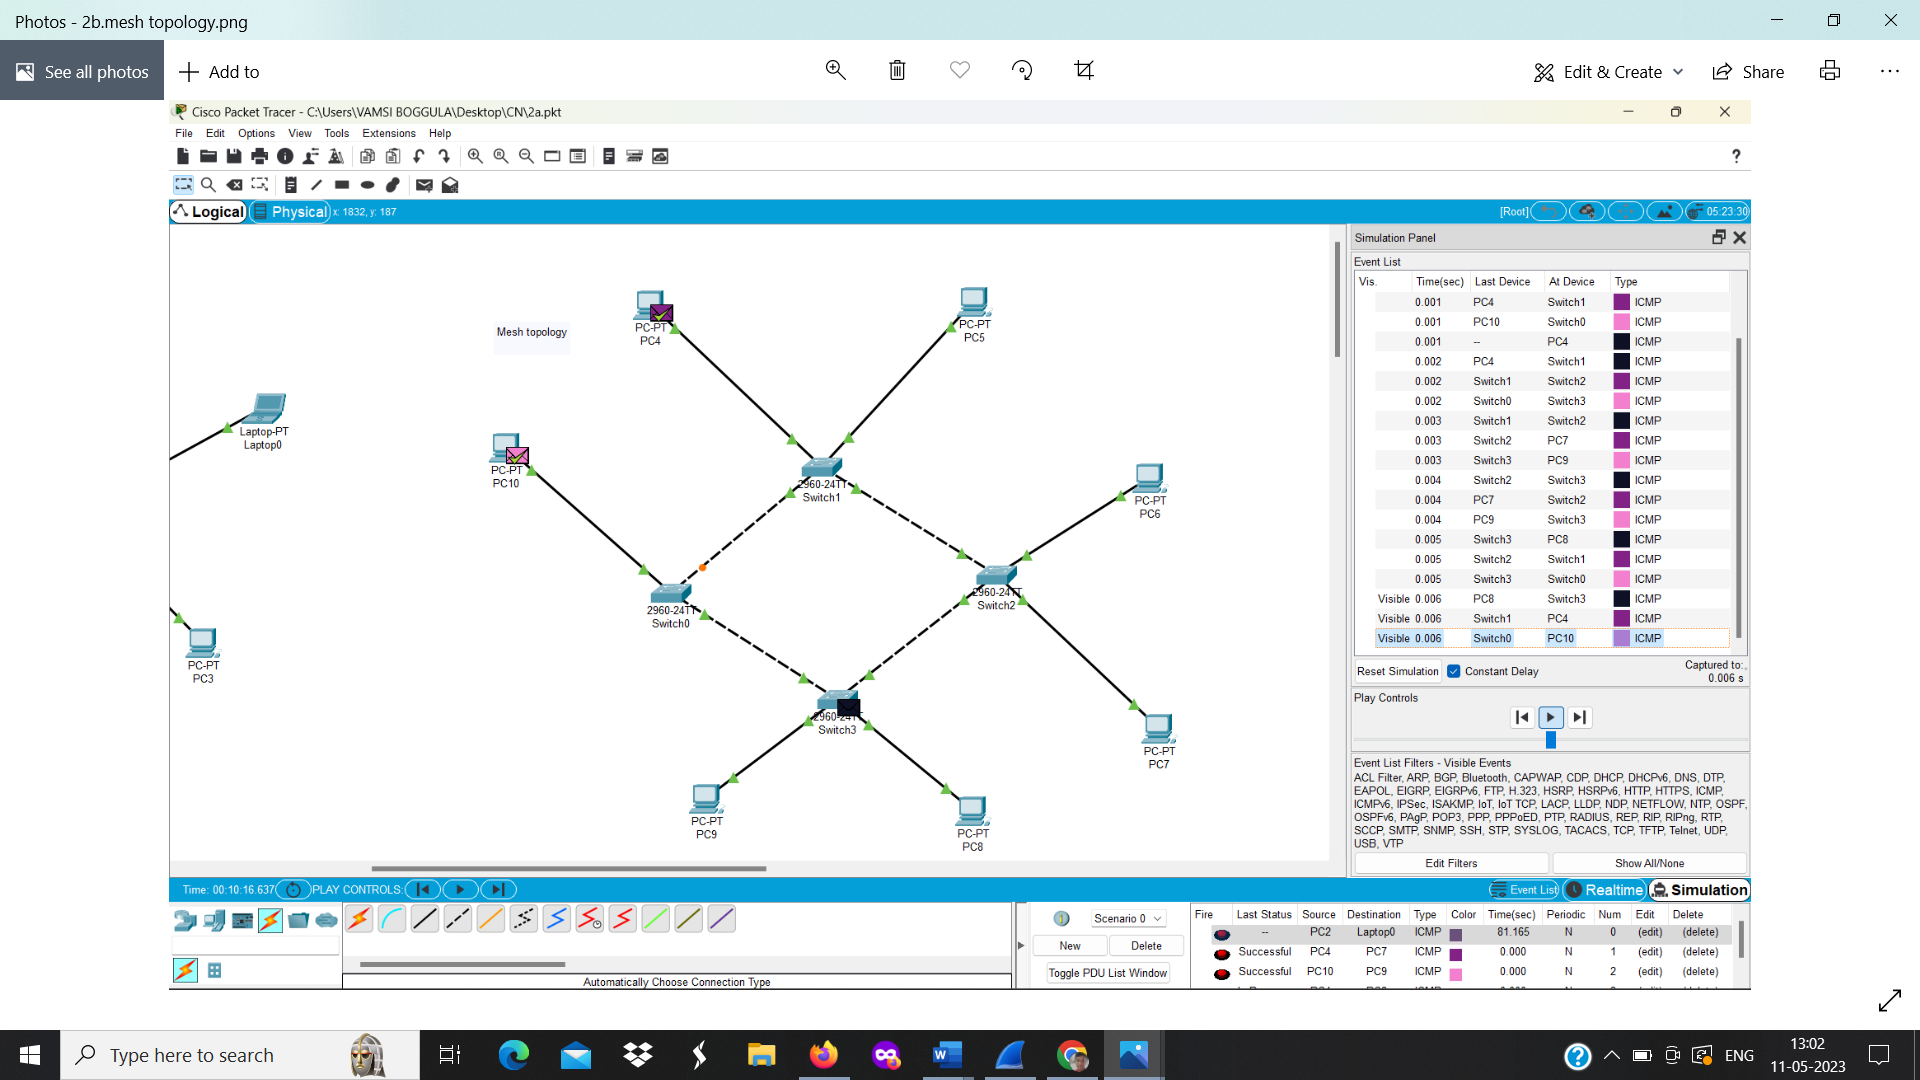 Photos - 2b.mesh topology.png
See all photos
Add to
Edit & Create
Share
Cisco Packet Tracer - C:\Users\VAMSI BOGGULA\Desktop\CN\2a.pkt
File Edit Options View Tools Extensions Help
?
Logical Physical x: 1832, y: 187
[Root] 05:23:30
Mesh topology
PC-PT
PC4
PC-PT
PC5
Laptop-PT
Laptop0
PC-PT
PC10
2960-24TT
Switch1
PC-PT
PC6
2960-24TT
Switch0
2960-24TT
Switch2
PC-PT
PC3
2960-24TT
Switch3
PC-PT
PC7
PC-PT
PC9
PC-PT
PC8
Simulation Panel
Event List
Vis. Time(sec) Last Device At Device Type
0.001 PC4 Switch1 ICMP
0.001 PC10 Switch0 ICMP
0.001 -- PC4 ICMP
0.002 PC4 Switch1 ICMP
0.002 Switch1 Switch2 ICMP
0.002 Switch0 Switch3 ICMP
0.003 Switch1 Switch2 ICMP
0.003 Switch2 PC7 ICMP
0.003 Switch3 PC9 ICMP
0.004 Switch2 Switch3 ICMP
0.004 PC7 Switch2 ICMP
0.004 PC9 Switch3 ICMP
0.005 Switch3 PC8 ICMP
0.005 Switch2 Switch1 ICMP
0.005 Switch3 Switch0 ICMP
Visible 0.006 PC8 Switch3 ICMP
Visible 0.006 Switch1 PC4 ICMP
Visible 0.006 Switch0 PC10 ICMP
Reset Simulation Constant Delay Captured to:
0.006 s
Play Controls
Event List Filters - Visible Events
ACL Filter, ARP, BGP, Bluetooth, CAPWAP, CDP, DHCP, DHCPv6, DNS, DTP,
EAPOL, EIGRP, EIGRPv6, FTP, H.323, HSRP, HSRPv6, HTTP, HTTPS, ICMP,
ICMPv6, IPSec, ISAKMP, IoT, IoT TCP, LACP, LLDP, NDP, NETFLOW, NTP, OSPF,
OSPFv6, PAgP, POP3, PPP, PPPoED, PTP, RADIUS, REP, RIP, RIPng, RTP,
SCCP, SMTP, SNMP, SSH, STP, SYSLOG, TACACS, TCP, TFTP, Telnet, UDP,
USB, VTP
Edit Filters Show All/None
Time: 00:10:16.637 PLAY CONTROLS:
Event List Realtime Simulation
Automatically Choose Connection Type
Scenario 0
New Delete
Toggle PDU List Window
Fire Last Status Source Destination Type Color Time(sec) Periodic Num Edit Delete
-- PC2 Laptop0 ICMP 81.165 N 0 (edit) (delete)
Successful PC4 PC7 ICMP 0.000 N 1 (edit) (delete)
Successful PC10 PC9 ICMP 0.000 N 2 (edit) (delete)
Type here to search
ENG
13:02
11-05-2023